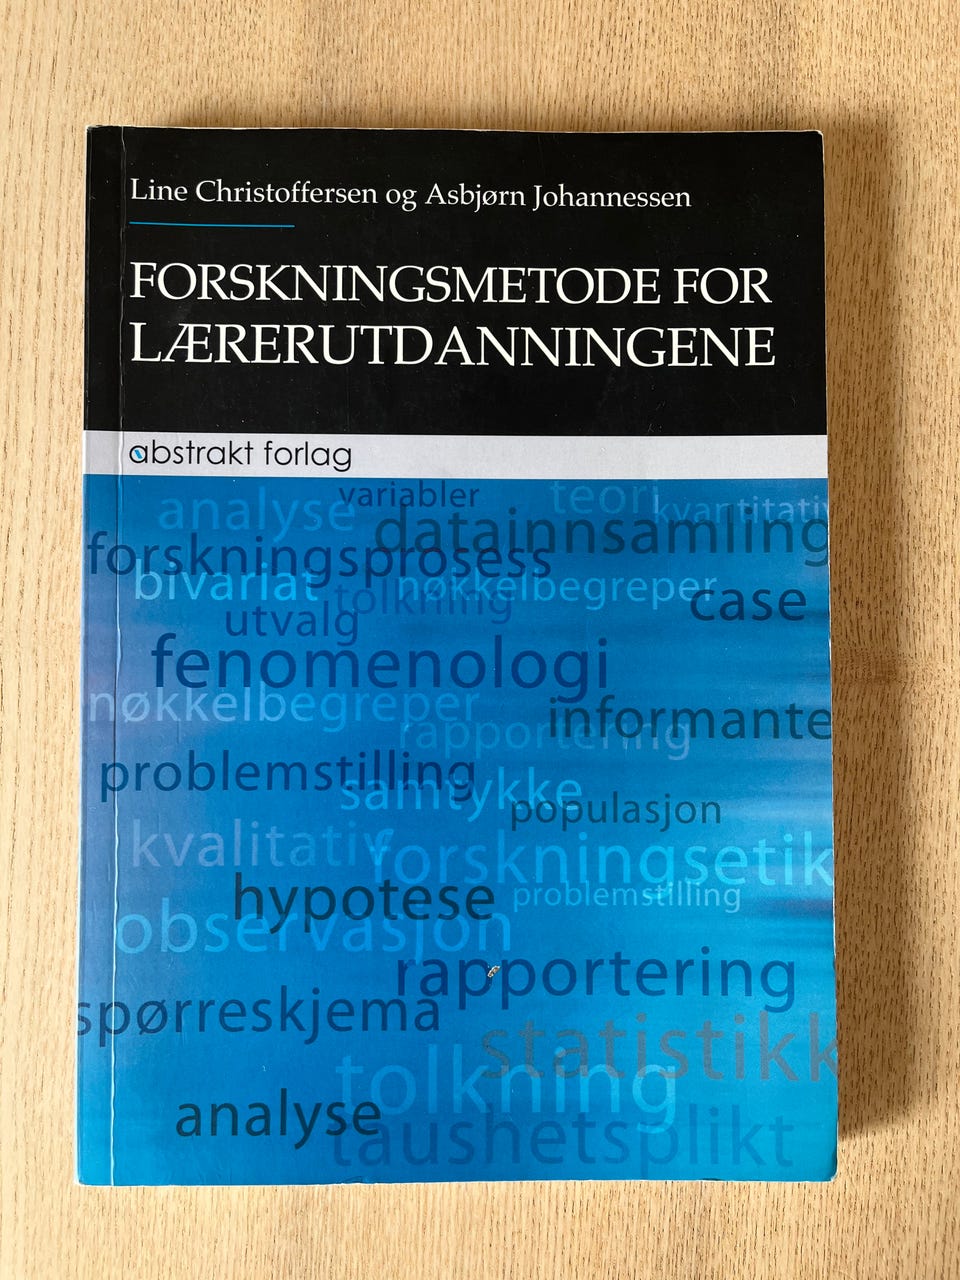 Line Christoffersen og Asbjørn Johannessen
FORSKNINGSMETODE FOR
LÆRERUTDANNINGENE
abstrakt forlag
variabler
teori
analyse
kvantitativ
datainnsamling
forskningsprosess
bivariat
nøkkelbegreper
tolkning
case
utvalg
fenomenologi
nøkkelbegreper
informante
rapportering
problemstilling
samtykke
populasjon
kvalitativ
forskningsetik
hypotese
problemstilling
observasjon
rapportering
spørreskjema
statistikk
tolkning
analyse
taushetsplikt